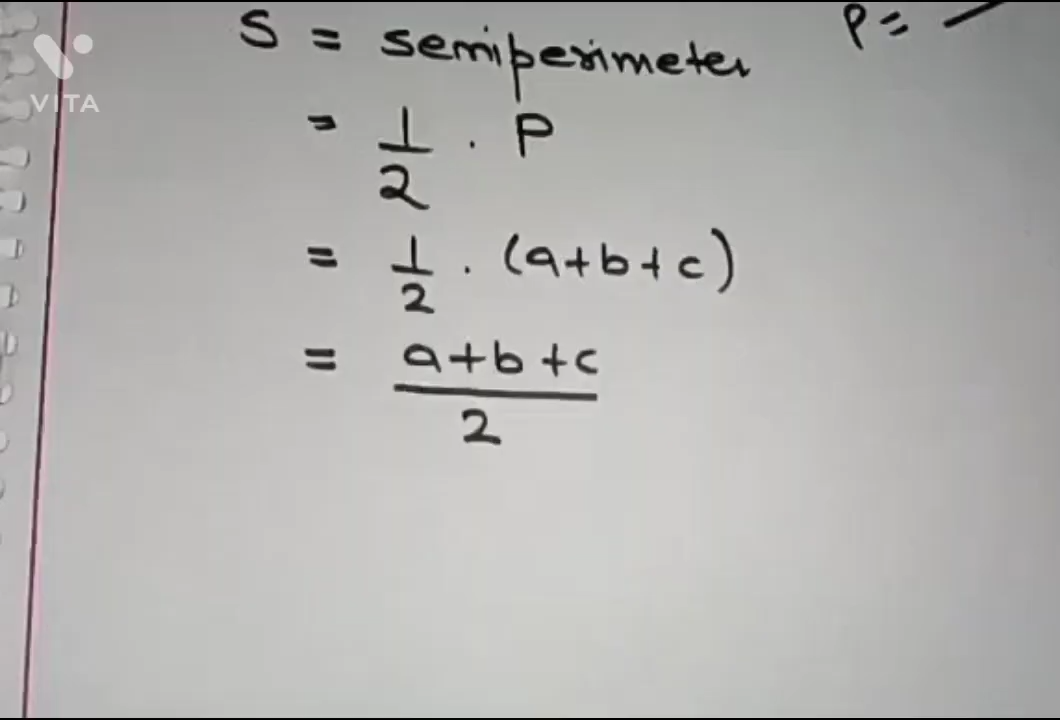 S = semiperimeter
P =
VITA
= 1/2 . P
= 1/2 . (a+b+c)
= a+b+c / 2